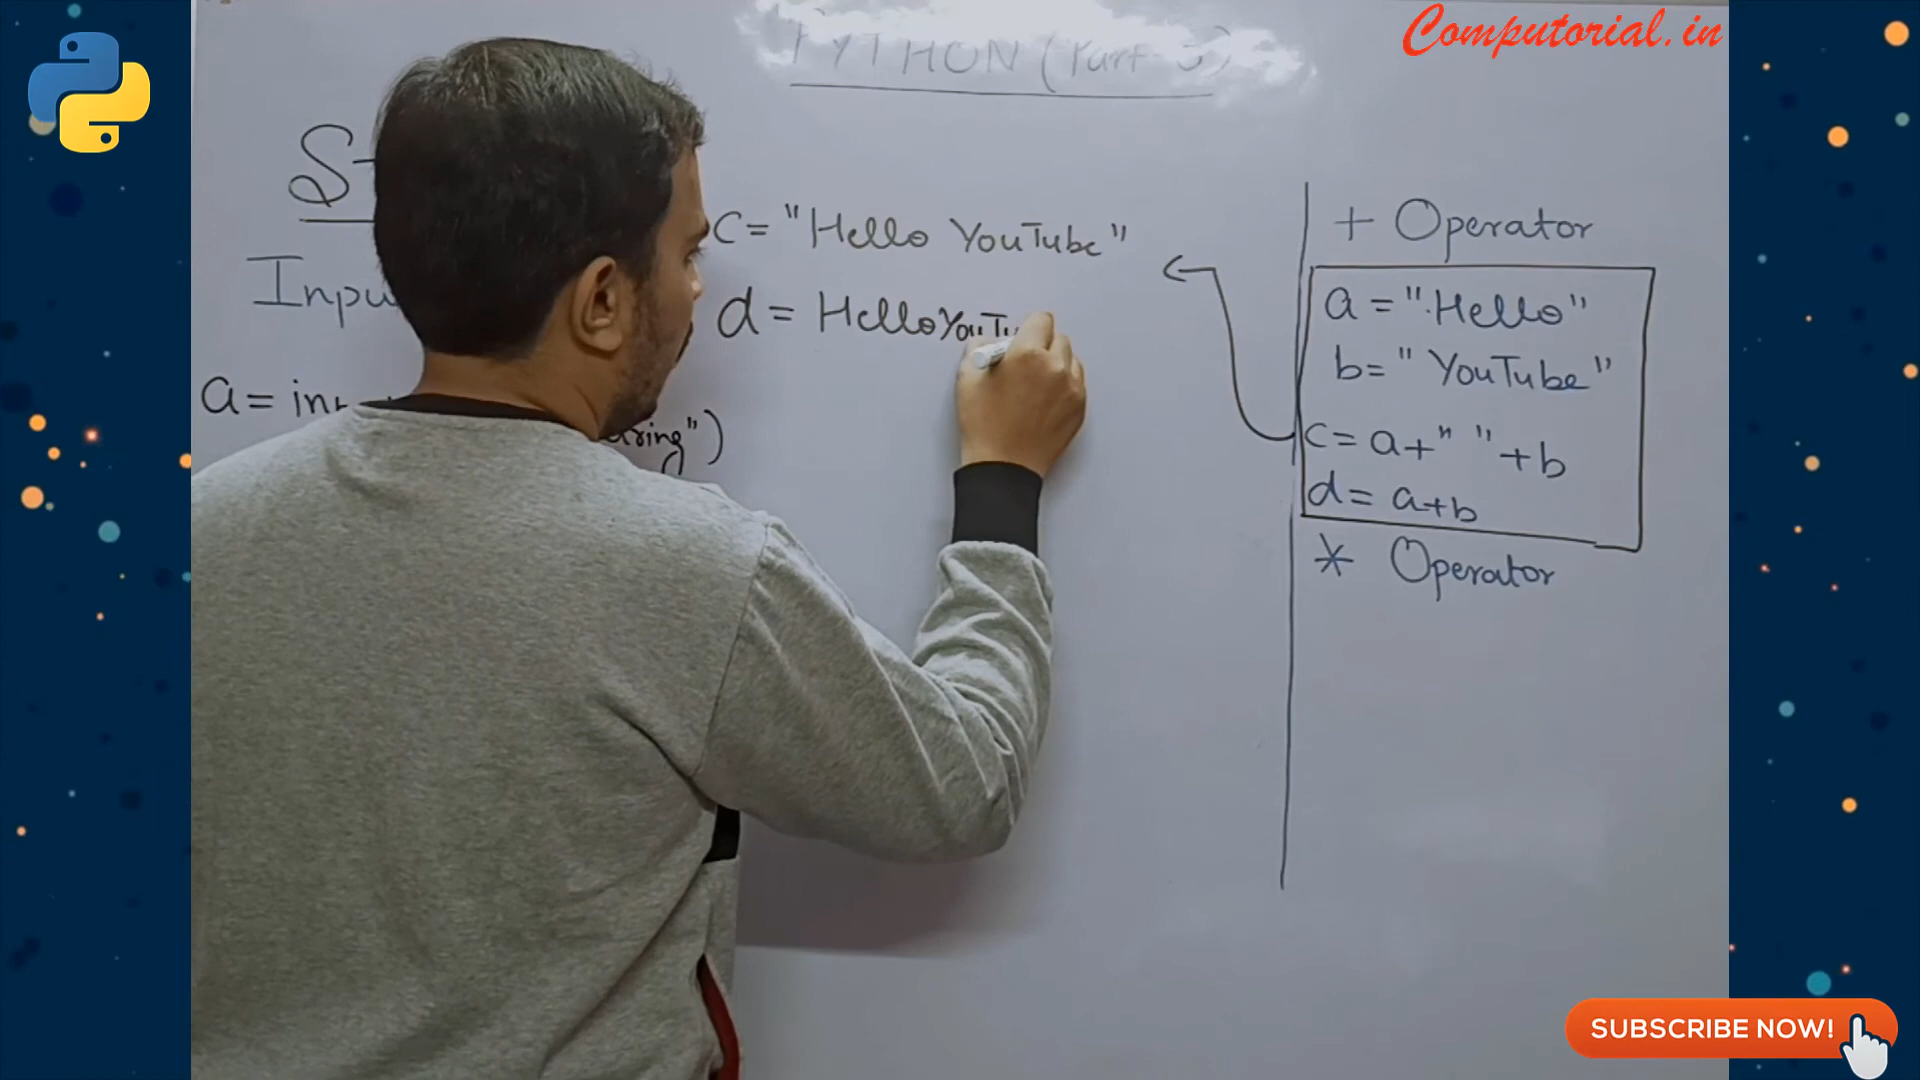 Computorial.in
PYTHON (Part-5)
C = "Hello YouTube"
d = HelloYouTu
a =
")
+ Operator
a = "Hello"
b = "YouTube"
c = a + " " + b
d = a+b
* Operator
SUBSCRIBE NOW!